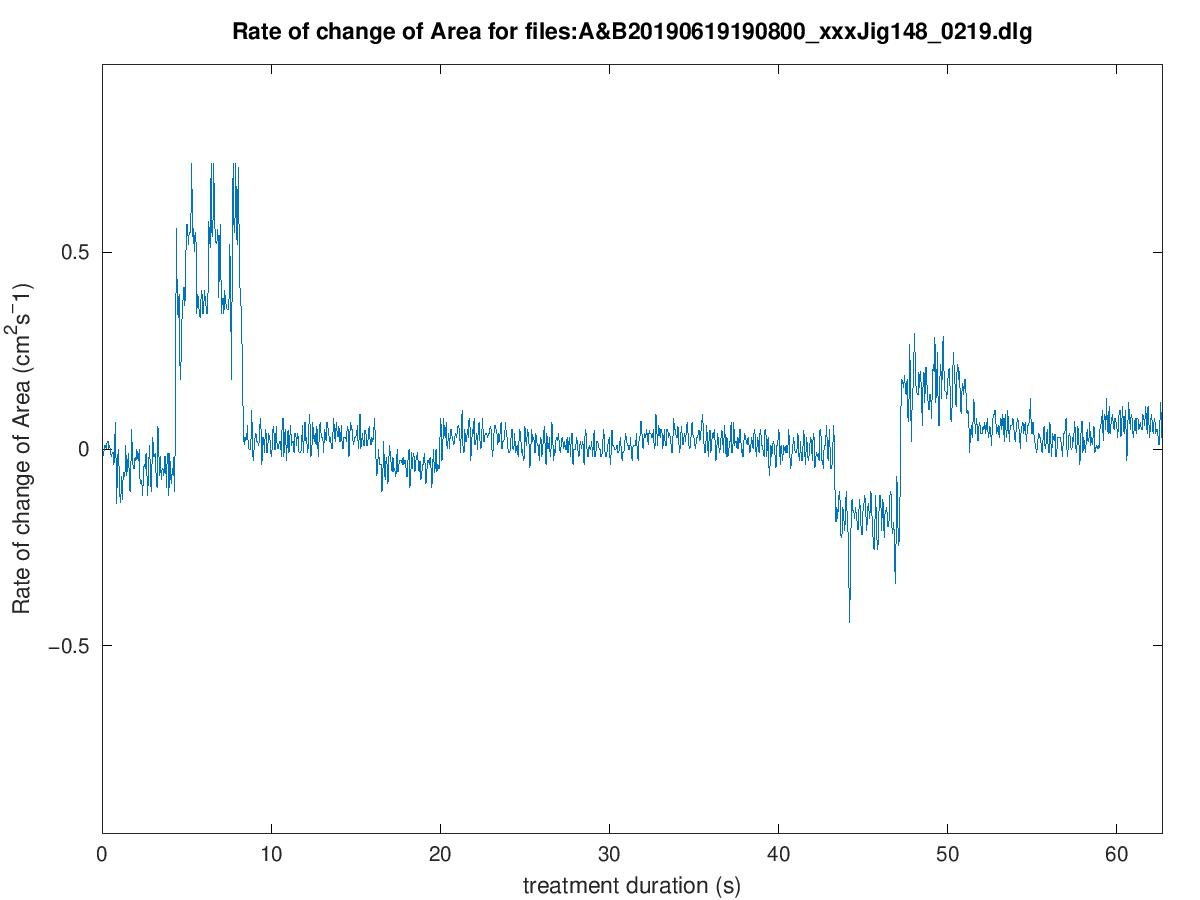 Rate of change of Area for files:A&B20190619190800_xxxJig148_0219.dlg
Rate of change of Area (cm²s⁻1)
0.5
0
−0.5
0 10 20 30 40 50 60
treatment duration (s)